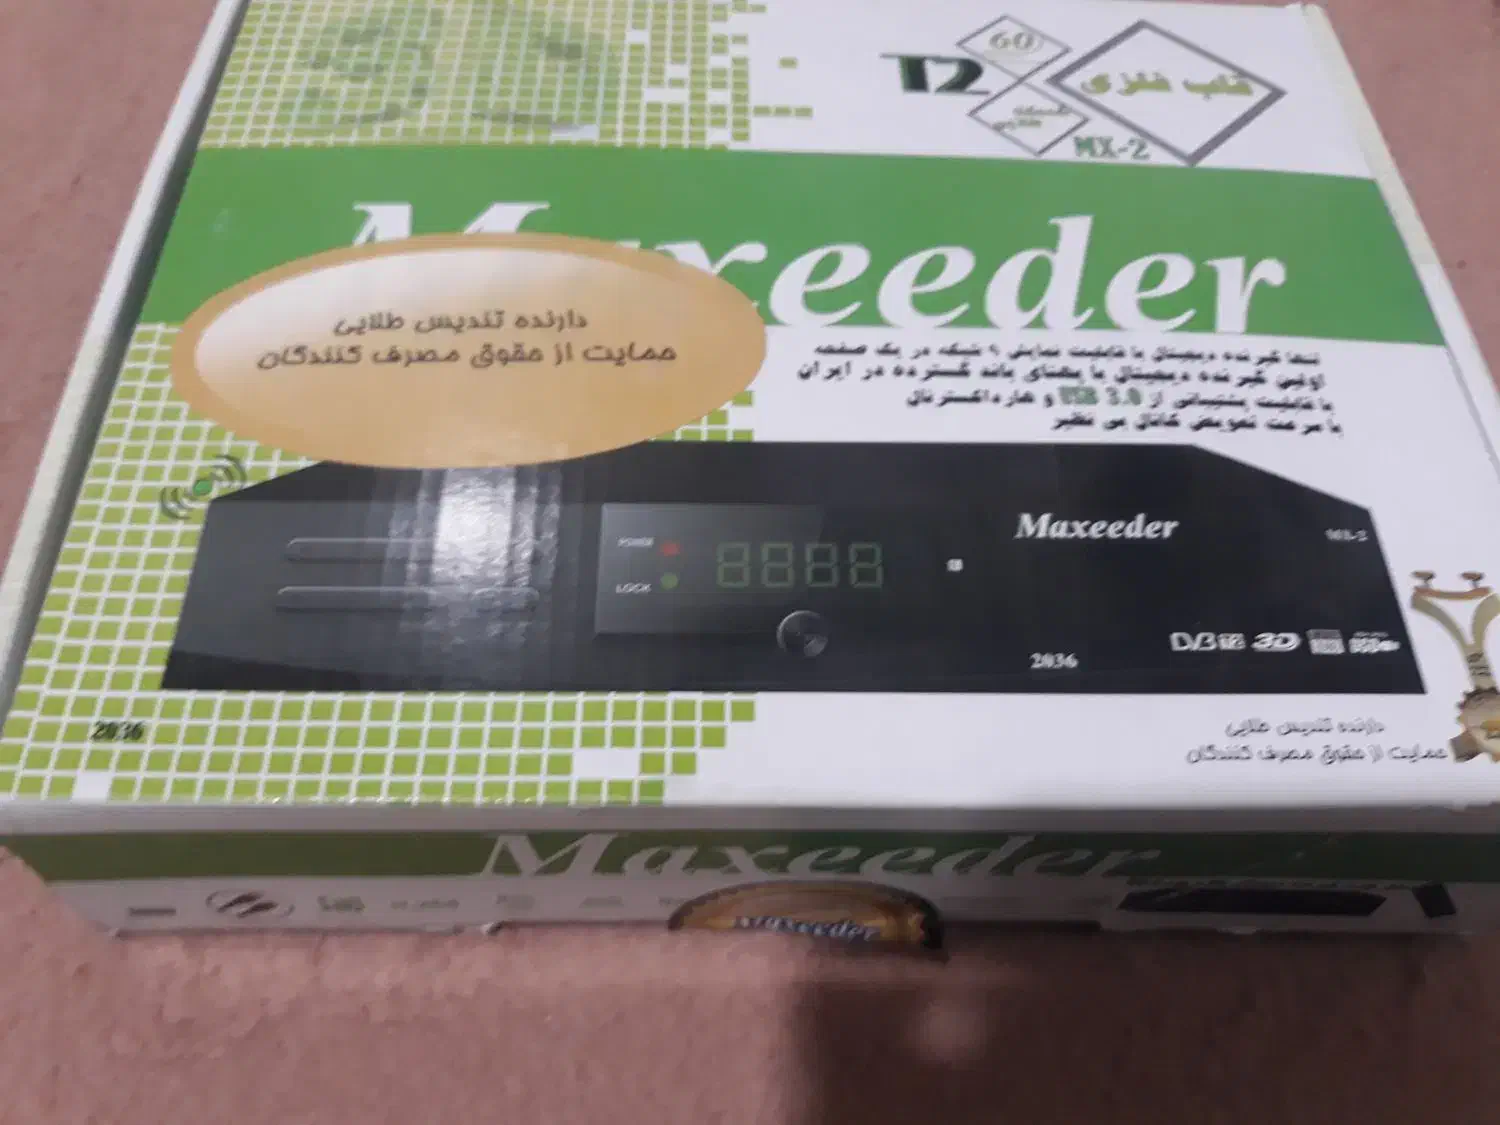 60
T2
قاب فلزی
MX-2
Maxeeder
دارنده تندیس طلایی
حمایت از حقوق مصرف کنندگان
تنها گیرنده دیجیتال با قابلیت نمایش ۹ شبکه در یک صفحه
اولین گیرنده دیجیتال با پهنای باند گسترده در ایران
با قابلیت پشتیبانی از USB 3.0 و هارد اکسترنال
با سرعت تعویض کانال بی نظیر
Maxeeder
MX-2
POWER
LOCK
8888
DVB T2 3D
2036
2036
دارنده تندیس طلایی
حمایت از حقوق مصرف کنندگان
Maxeeder
Maxeeder